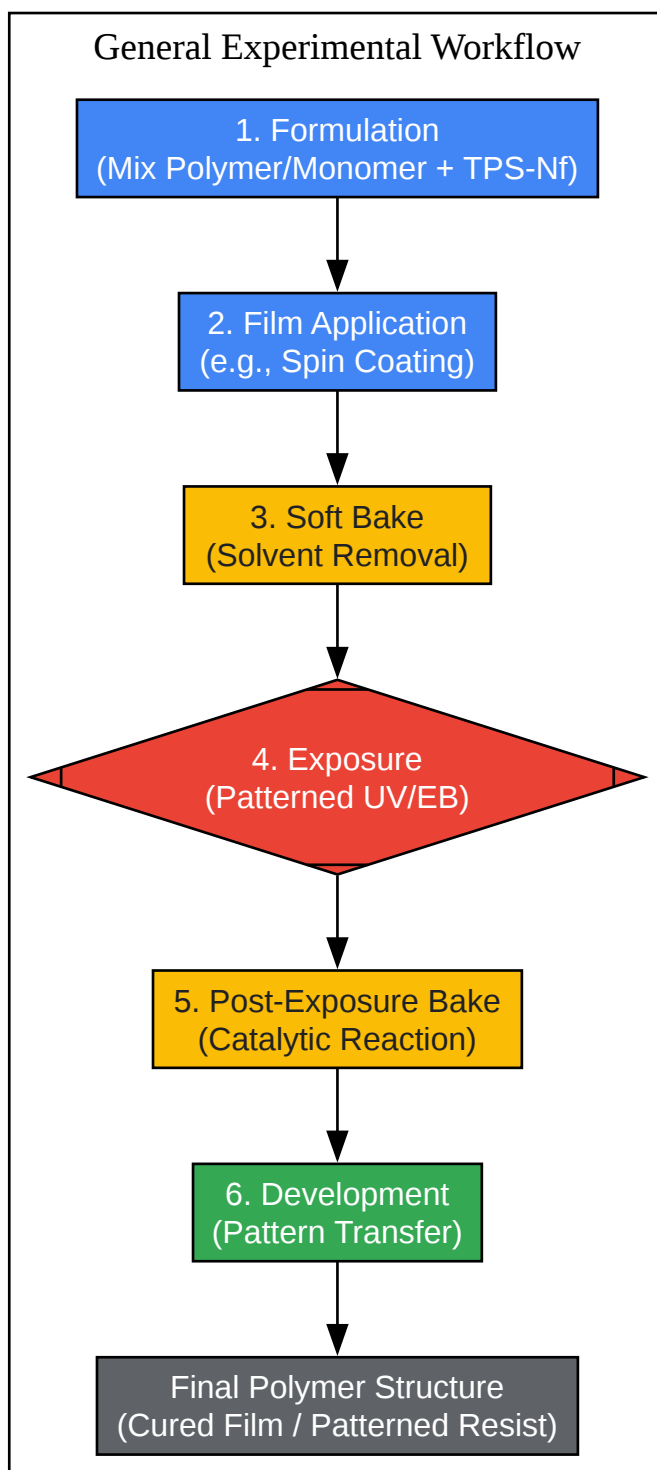 General Experimental Workflow
1. Formulation
(Mix Polymer/Monomer + TPS-Nf)
2. Film Application
(e.g., Spin Coating)
3. Soft Bake
(Solvent Removal)
4. Exposure
(Patterned UV/EB)
5. Post-Exposure Bake
(Catalytic Reaction)
6. Development
(Pattern Transfer)
Final Polymer Structure
(Cured Film / Patterned Resist)